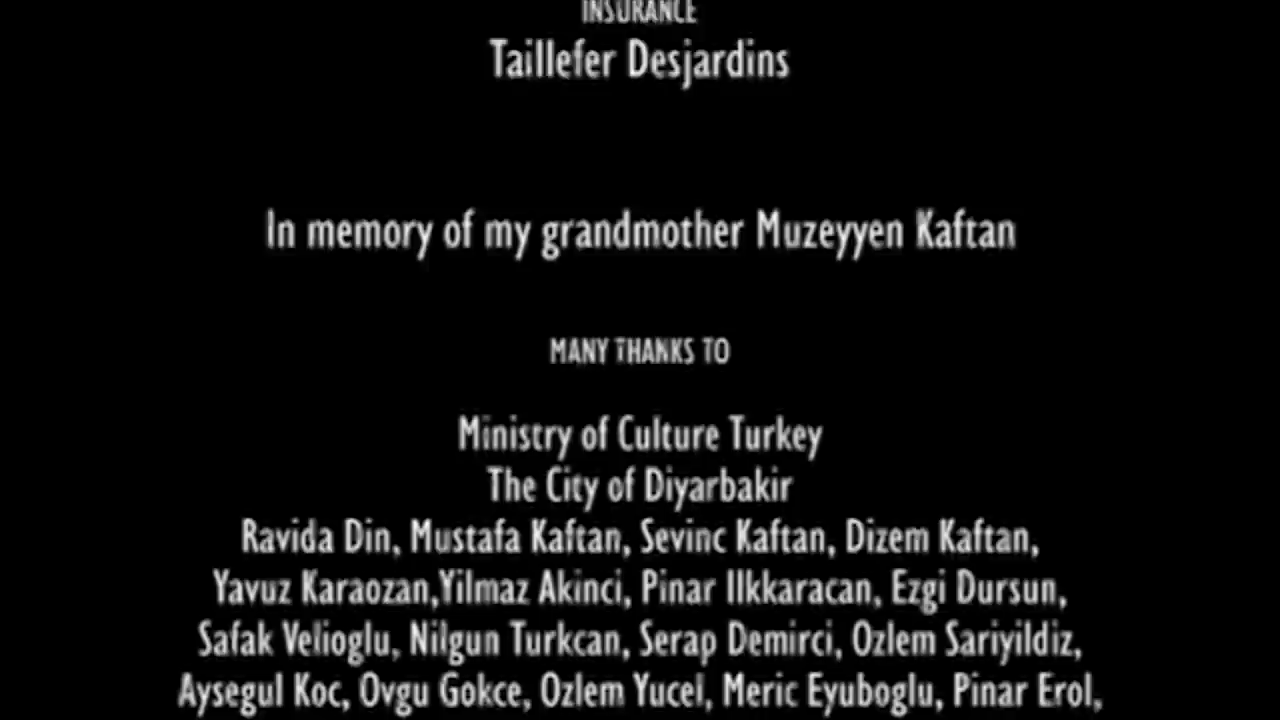 INSURANCE
Taillefer Desjardins
In memory of my grandmother Muzeyyen Kaftan
MANY THANKS TO
Ministry of Culture Turkey
The City of Diyarbakir
Ravida Din, Mustafa Kaftan, Sevinc Kaftan, Dizem Kaftan,
Yavuz Karaozan,Yilmaz Akinci, Pinar Ilkkaracan, Ezgi Dursun,
Safak Velioglu, Nilgun Turkcan, Serap Demirci, Ozlem Sariyildiz,
Aysegul Koc, Ovgu Gokce, Ozlem Yucel, Meric Eyuboglu, Pinar Erol,